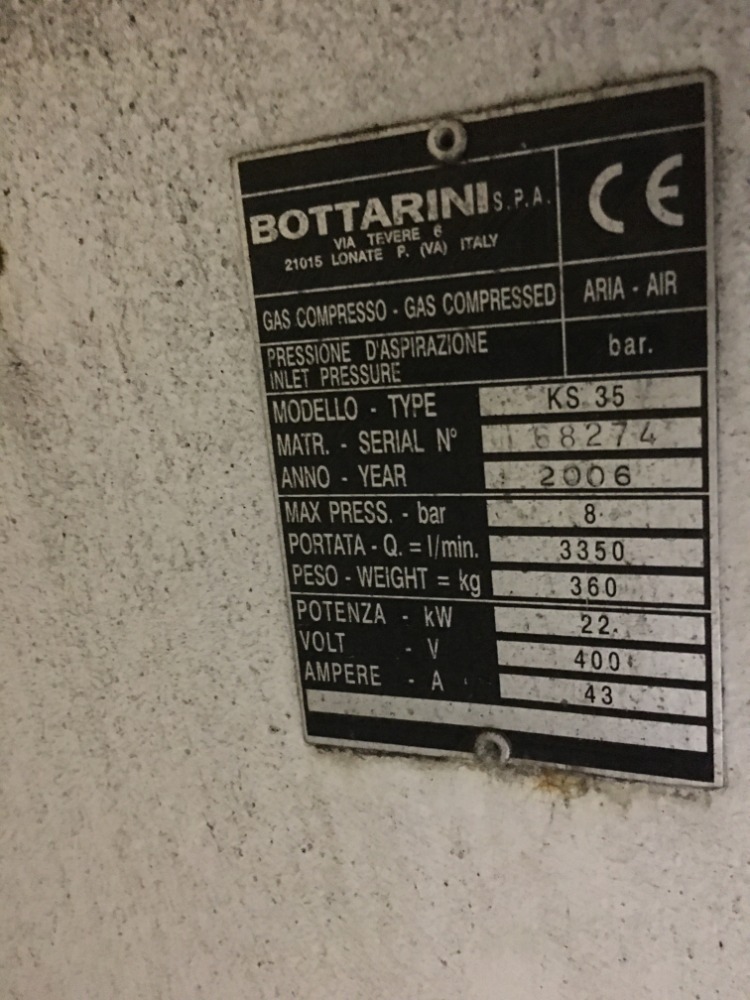 BOTTARINI S.P.A.
VIA TEVERE 6
21015 LONATE P. (VA) ITALY
CE
GAS COMPRESSO - GAS COMPRESSED ARIA - AIR
PRESSIONE D'ASPIRAZIONE
INLET PRESSURE bar.
MODELLO - TYPE KS 35
MATR. - SERIAL N° 68274
ANNO - YEAR 2006
MAX PRESS. - bar 8
PORTATA - Q. = l/min. 3350
PESO - WEIGHT = kg 360
POTENZA - kW 22
VOLT - V 400
AMPERE - A 43